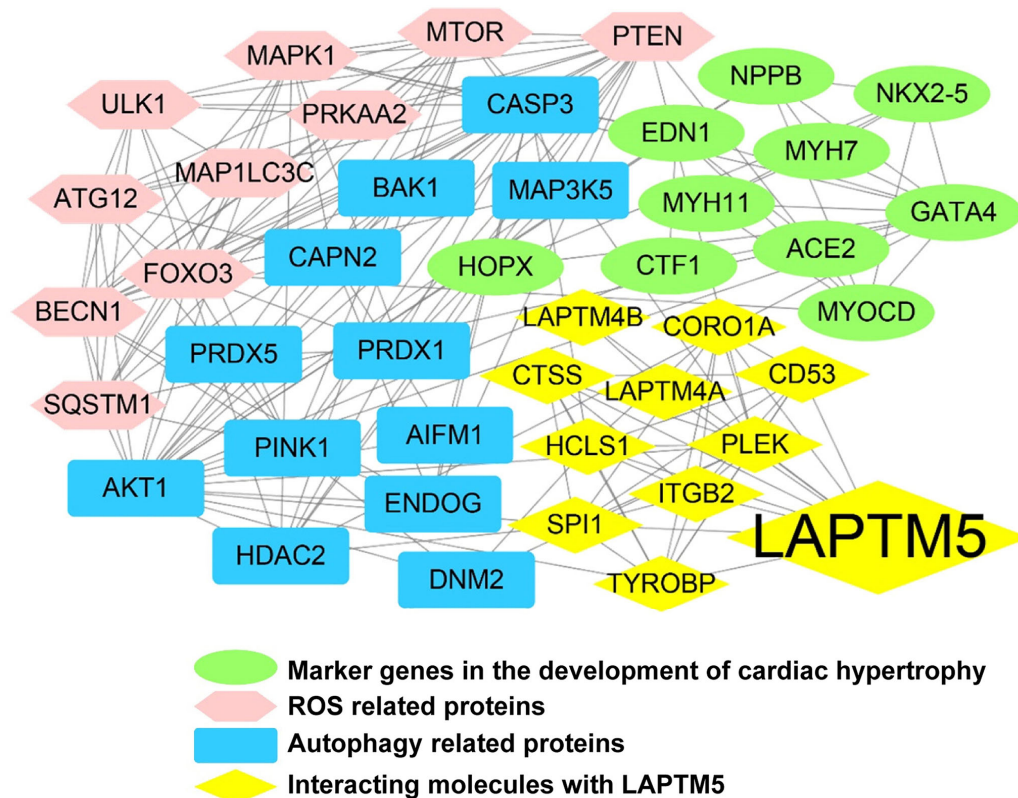 MTOR
PTEN
MAPK1
NPPB
NKX2-5
ULK1
PRKAA2
CASP3
EDN1
MYH7
MAP1LC3C
ATG12
BAK1
MAP3K5
MYH11
GATA4
CAPN2
FOXO3
HOPX
CTF1
ACE2
BECN1
MYOCD
LAPTM4B
CORO1A
PRDX5
PRDX1
CTSS
LAPTM4A
CD53
SQSTM1
AIFM1
HCLS1
PLEK
PINK1
AKT1
ENDOG
ITGB2
SPI1
LAPTM5
HDAC2
DNM2
TYROBP
Marker genes in the development of cardiac hypertrophy
ROS related proteins
Autophagy related proteins
Interacting molecules with LAPTM5